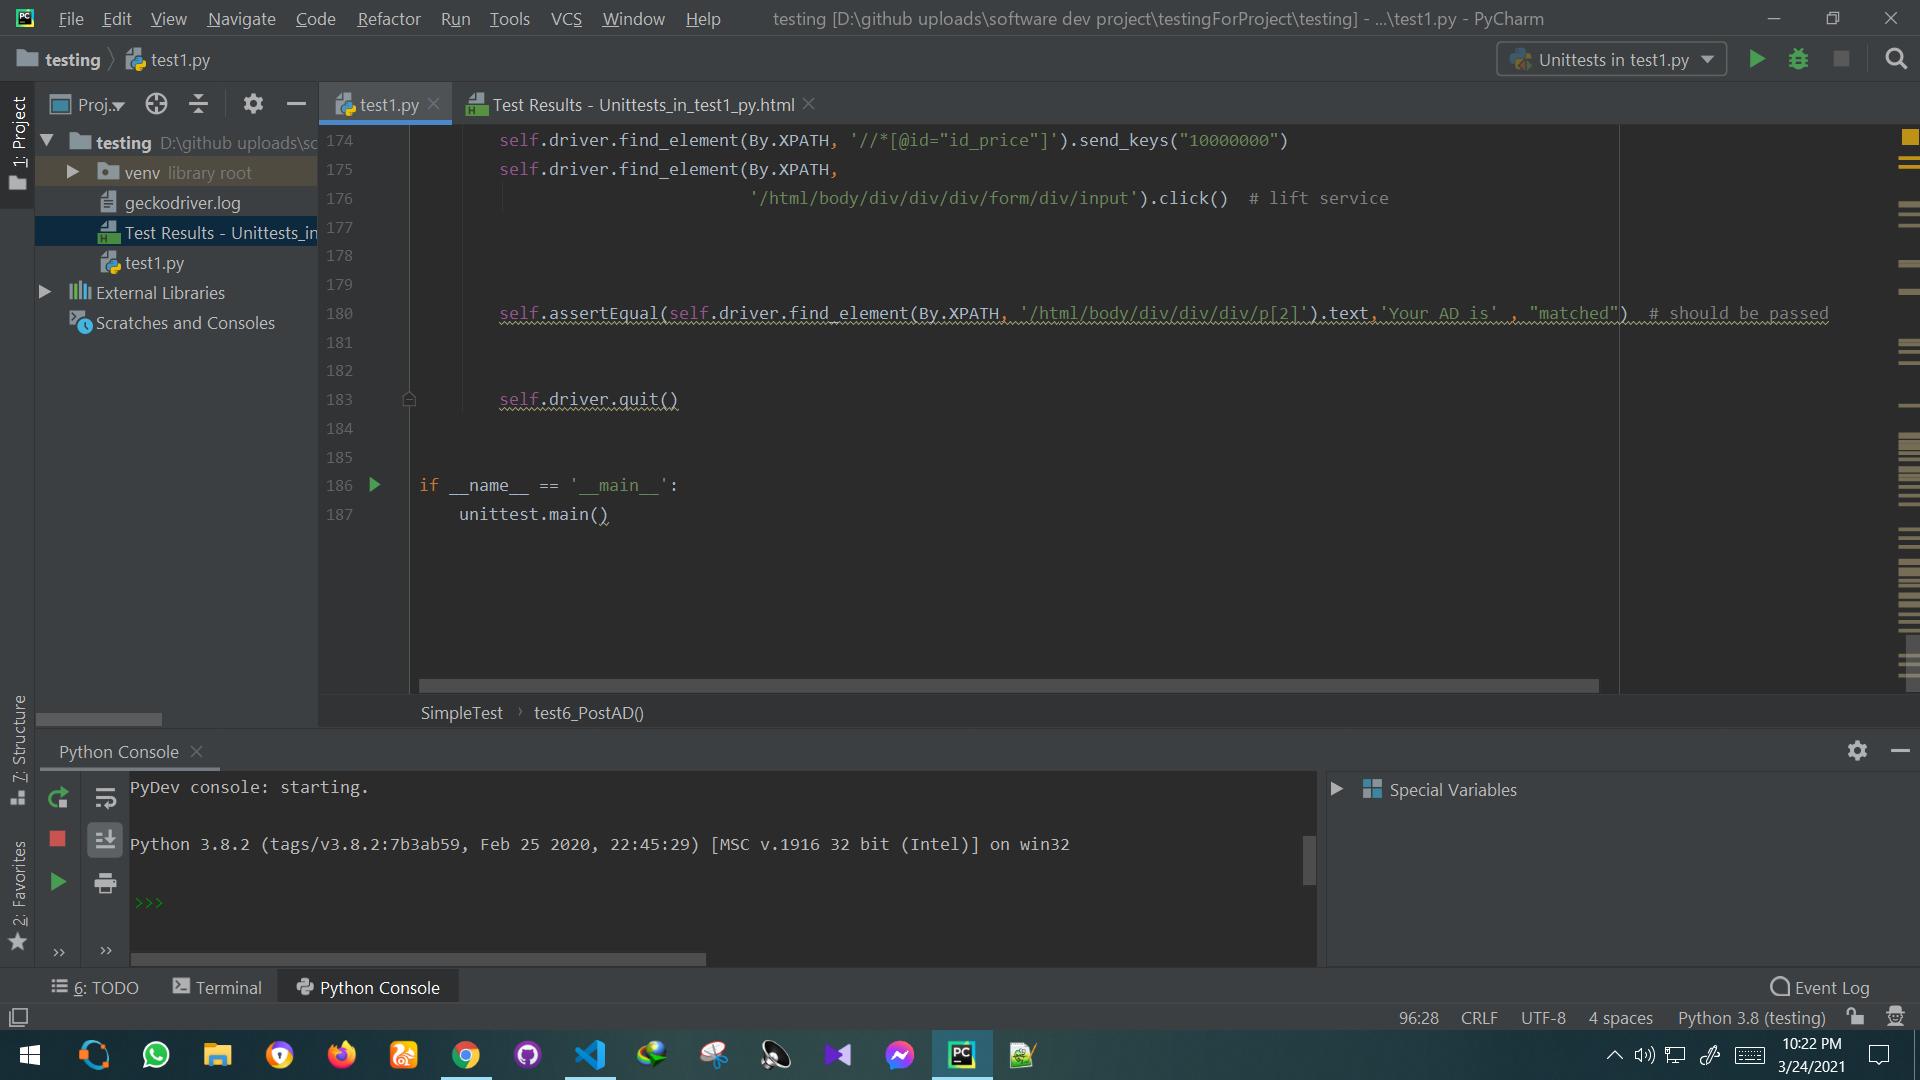 File Edit View Navigate Code Refactor Run Tools VCS Window Help testing [D:\github uploads\software dev project\testingForProject\testing] - ...\test1.py - PyCharm
testing test1.py Unittests in test1.py
1: Project
Proj.. test1.py Test Results - Unittests_in_test1_py.html
testing D:\github uploads\sc
venv library root
geckodriver.log
Test Results - Unittests_in
test1.py
External Libraries
Scratches and Consoles
174 self.driver.find_element(By.XPATH, '//*[@id="id_price"]').send_keys("10000000")
175 self.driver.find_element(By.XPATH,
176 '/html/body/div/div/div/form/div/input').click() # lift service
177
178
179
180 self.assertEqual(self.driver.find_element(By.XPATH, '/html/body/div/div/div/p[2]').text,'Your AD is' , "matched") # should be passed
181
182
183 self.driver.quit()
184
185
186 if __name__ == '__main__':
187 unittest.main()
SimpleTest › test6_PostAD()
7: Structure
2: Favorites
Python Console
PyDev console: starting.
Python 3.8.2 (tags/v3.8.2:7b3ab59, Feb 25 2020, 22:45:29) [MSC v.1916 32 bit (Intel)] on win32
>>>
Special Variables
6: TODO Terminal Python Console Event Log
96:28 CRLF UTF-8 4 spaces Python 3.8 (testing)
10:22 PM
3/24/2021